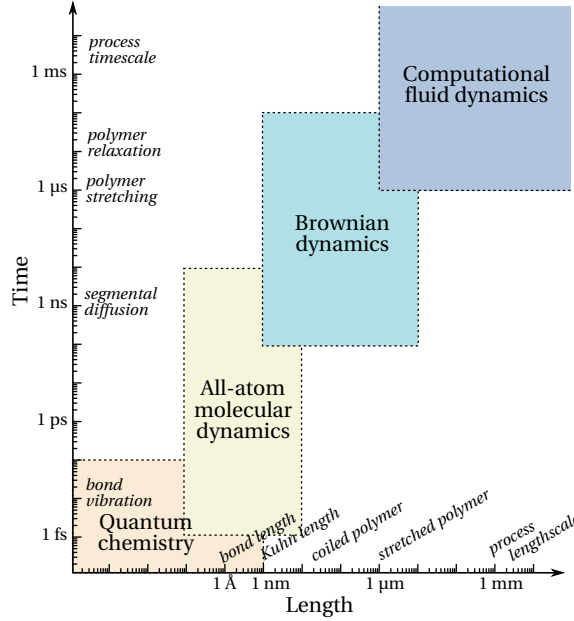 process
timescale
1 ms
Computational
fluid dynamics
polymer
relaxation
polymer
stretching
1 μs
Brownian
dynamics
Time
segmental
diffusion
1 ns
All-atom
molecular
dynamics
1 ps
bond
vibration
Quantum
chemistry
1 fs
bond length
Kuhn length
coiled polymer
stretched polymer
process
lengthscale
1 Å
1 nm
1 μm
1 mm
Length